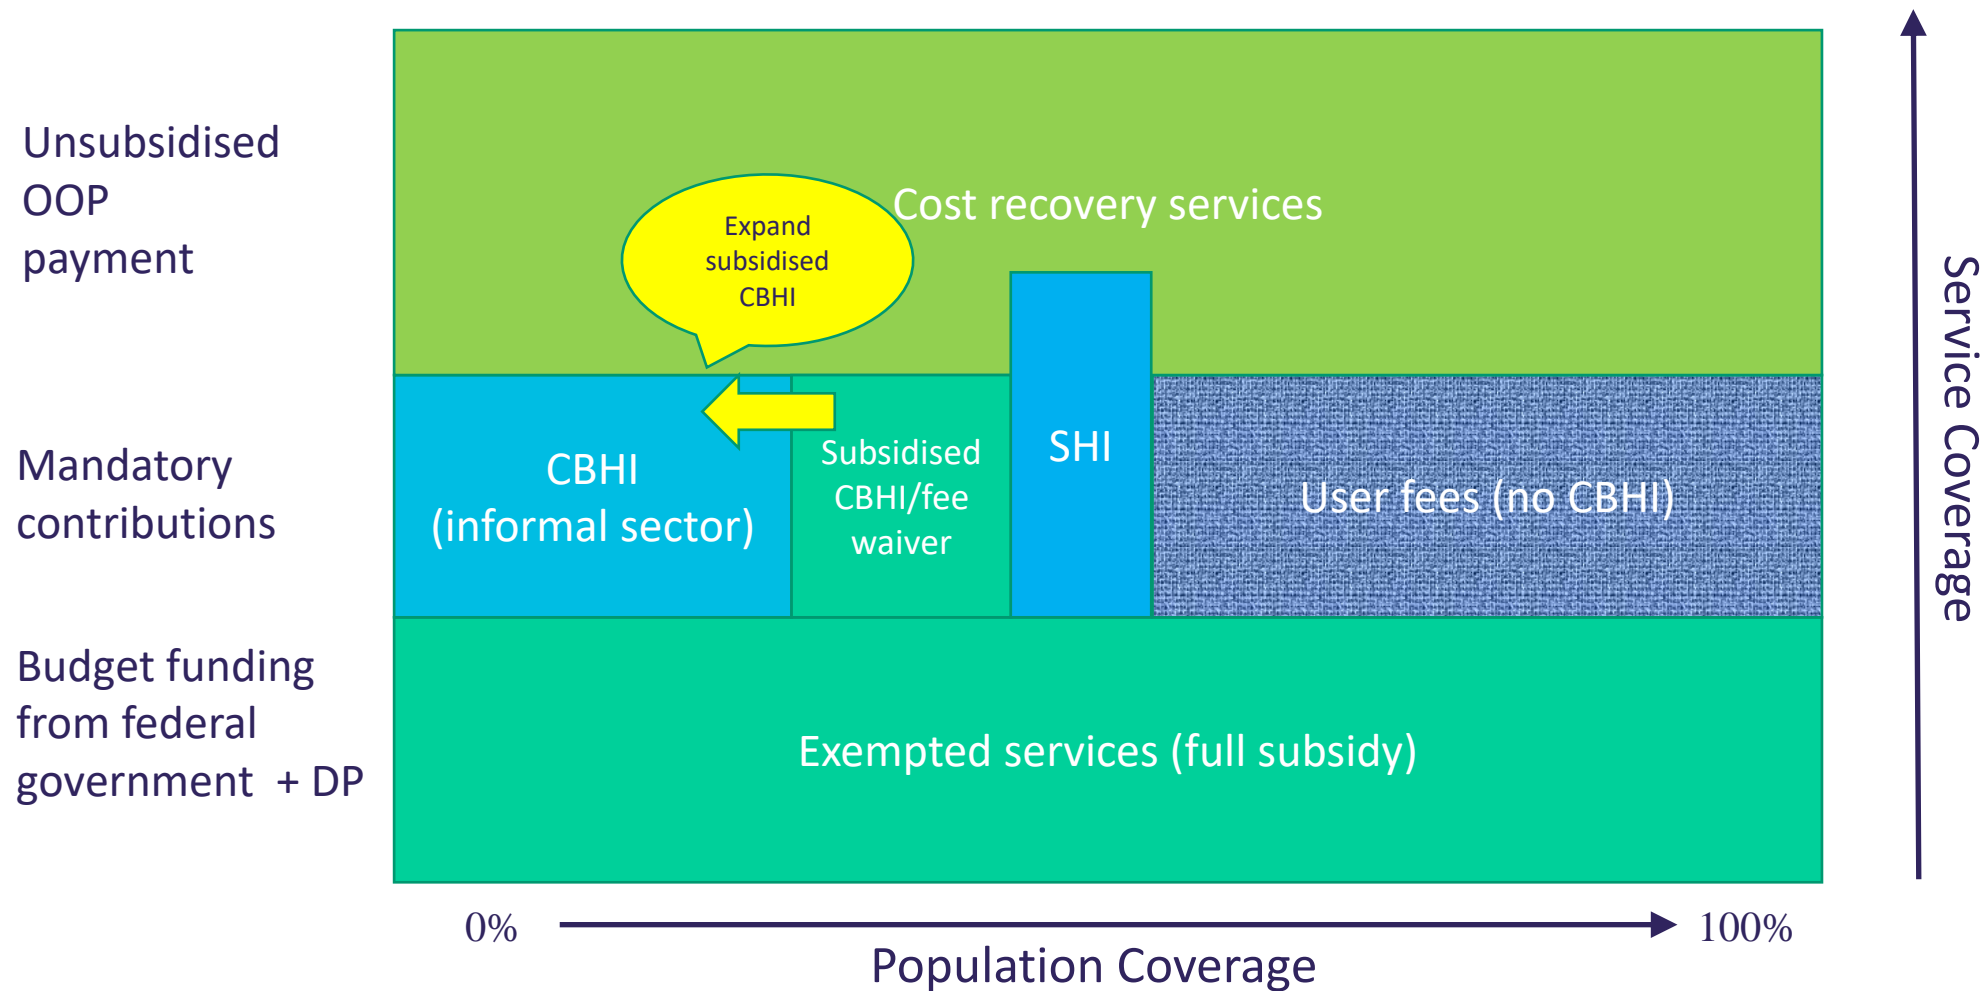 Unsubsidised
OOP
payment
Cost recovery services
Expand
subsidised
CBHI
Mandatory
contributions
CBHI
(informal sector)
Subsidised
CBHI/fee
waiver
SHI
User fees (no CBHI)
Budget funding
from federal
government + DP
Exempted services (full subsidy)
Service Coverage
0%
100%
Population Coverage